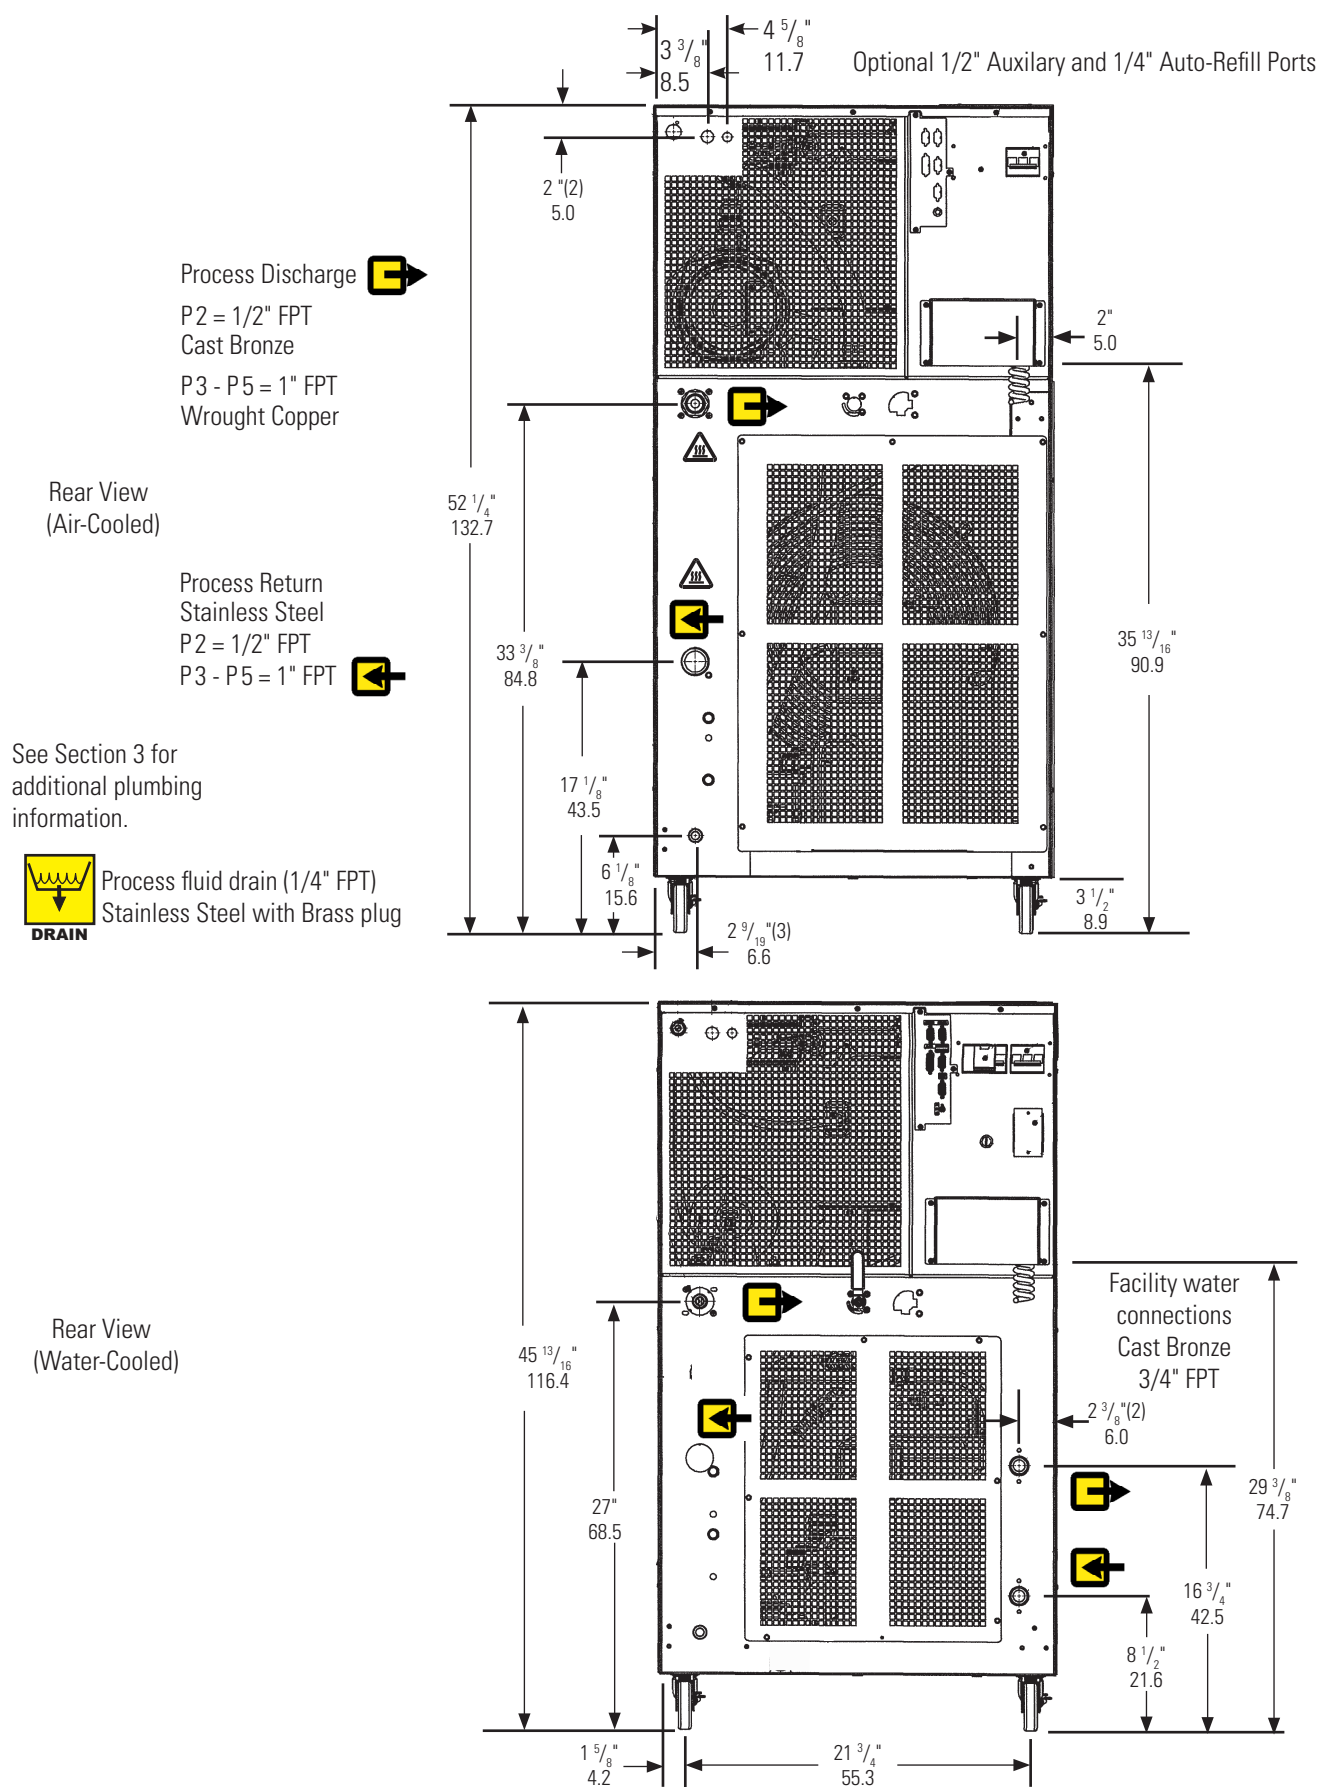 4 5/8"
11.7
3 3/8"
8.5
Optional 1/2" Auxilary and 1/4" Auto-Refill Ports
2 "(2)
5.0
Process Discharge
P2 = 1/2" FPT
Cast Bronze
P3 - P5 = 1" FPT
Wrought Copper
2"
5.0
Rear View
(Air-Cooled)
52 1/4"
132.7
Process Return
Stainless Steel
P2 = 1/2" FPT
P3 - P5 = 1" FPT
33 3/8"
84.8
35 13/16"
90.9
See Section 3 for
additional plumbing
information.
17 1/8"
43.5
6 1/8"
15.6
Process fluid drain (1/4" FPT)
Stainless Steel with Brass plug
DRAIN
3 1/2"
8.9
2 9/19"(3)
6.6
Facility water
connections
Cast Bronze
3/4" FPT
Rear View
(Water-Cooled)
45 13/16"
116.4
2 3/8"(2)
6.0
27"
68.5
29 3/8"
74.7
16 3/4"
42.5
8 1/2"
21.6
1 5/8"
4.2
21 3/4"
55.3